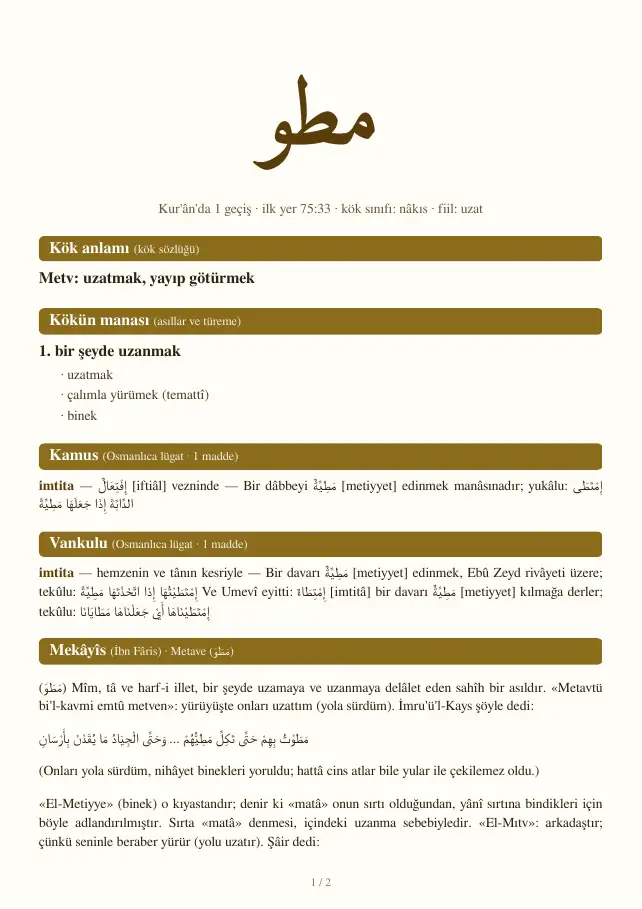 مطو
Kur'ân'da 1 geçiş · ilk yer 75:33 · kök sınıfı: nâkıs · fiil: uzat
Kök anlamı (kök sözlüğü)
Metv: uzatmak, yayıp götürmek
Kökün manası (asıllar ve türeme)
1. bir şeyde uzanmak
· uzatmak
· çalımla yürümek (temattî)
· binek
Kamus (Osmanlıca lügat · 1 madde)
imtita — إِفْتِعَالٌ [iftiâl] vezninde — Bir dâbbeyi مَطِيَّةٌ [metiyyet] edinmek manâsınadır; yukâlu: إِمْتَطَى
الدَّابَّةَ إِذَا جَعَلَهَا مَطِيَّةً
Vankulu (Osmanlıca lügat · 1 madde)
imtita — hemzenin ve tânın kesriyle — Bir davarı مَطِيَّةٌ [metiyyet] edinmek, Ebû Zeyd rivâyeti üzere;
tekûlu: إِمْتَطَيْتُهَا إِذَا اتَّخَذْتَهَا مَطِيَّةً Ve Umevî eyitti: إِمْتِطَاءٌ [imtitâ] bir davarı مَطِيَّةٌ [metiyyet] kılmağa derler;
tekûlu: إِمْتَطَيْنَاهَا أَيْ جَعَلْنَاهَا مَطَايَانَا
Mekâyîs (İbn Fâris) · Metave (مَطَوَ)
(مَطَوَ) Mîm, tâ ve harf-i illet, bir şeyde uzamaya ve uzanmaya delâlet eden sahîh bir asıldır. «Metavtü
bi'l-kavmi emtû metven»: yürüyüşte onları uzattım (yola sürdüm). İmru'ü'l-Kays şöyle dedi:
مَطَوْتُ بِهِمْ حَتَّى تَكِلَّ مَطِيُّهُمْ ... وَحَتَّى الْجِيَادُ مَا يُقَدْنَ بِأَرْسَانِ
(Onları yola sürdüm, nihâyet binekleri yoruldu; hattâ cins atlar bile yular ile çekilemez oldu.)
«El-Metiyye» (binek) o kıyastandır; denir ki «matâ» onun sırtı olduğundan, yânî sırtına bindikleri için
böyle adlandırılmıştır. Sırta «matâ» denmesi, içindeki uzanma sebebiyledir. «El-Mıtv»: arkadaştır;
çünkü seninle beraber yürür (yolu uzatır). Şâir dedi:
1 / 2